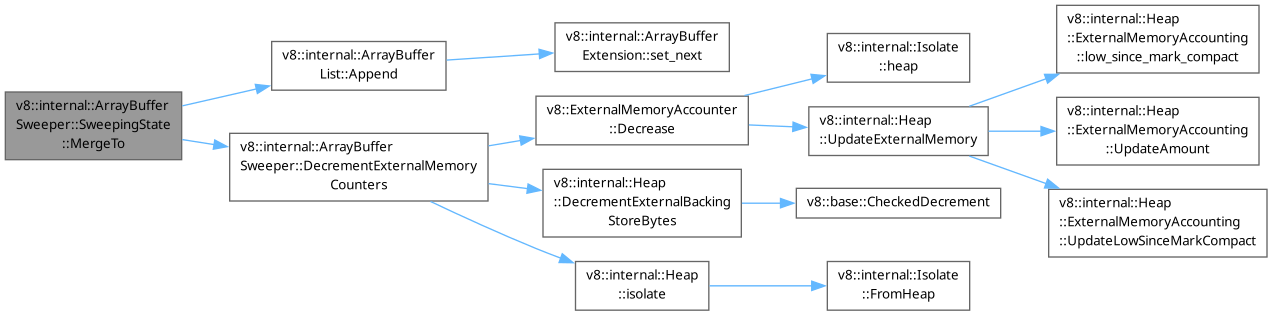 v8::internal::ArrayBuffer
Sweeper::SweepingState
::MergeTo
v8::internal::ArrayBuffer
List::Append
v8::internal::ArrayBuffer
Extension::set_next
v8::internal::ArrayBuffer
Sweeper::DecrementExternalMemory
Counters
v8::ExternalMemoryAccounter
::Decrease
v8::internal::Isolate
::heap
v8::internal::Heap
::UpdateExternalMemory
v8::internal::Heap
::ExternalMemoryAccounting
::low_since_mark_compact
v8::internal::Heap
::ExternalMemoryAccounting
::UpdateAmount
v8::internal::Heap
::ExternalMemoryAccounting
::UpdateLowSinceMarkCompact
v8::internal::Heap
::DecrementExternalBacking
StoreBytes
v8::base::CheckedDecrement
v8::internal::Heap
::isolate
v8::internal::Isolate
::FromHeap